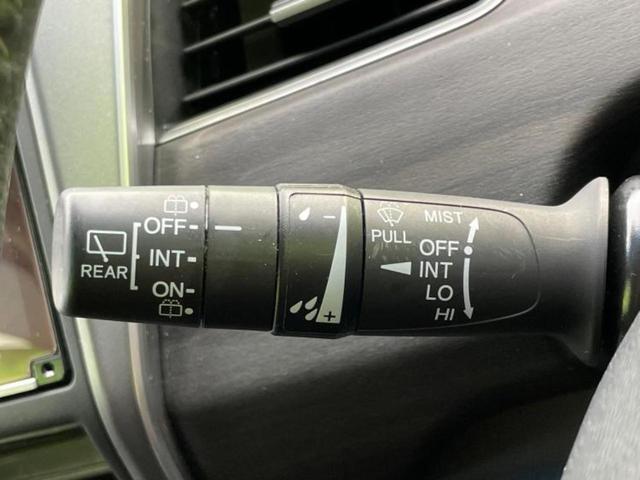 REAR
OFF
INT
ON
-
+
PULL
MIST
OFF
INT
LO
HI